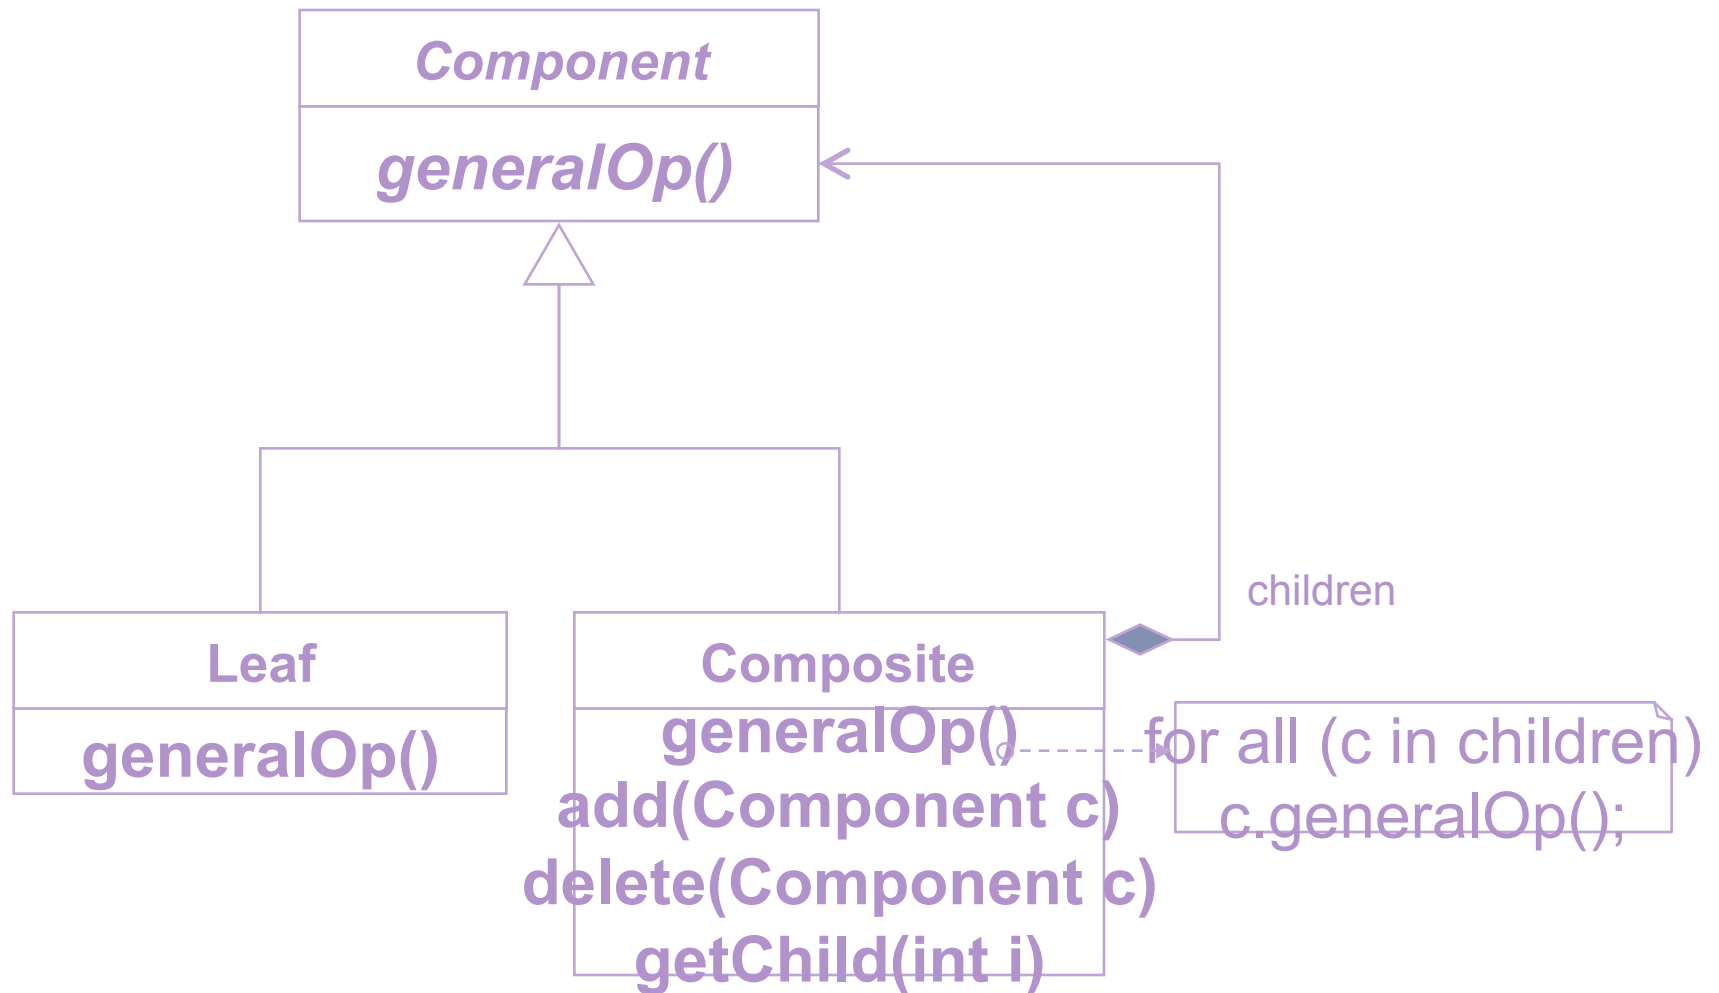 Component
generalOp()
children
Leaf
generalOp()
Composite
generalOp()
add(Component c)
delete(Component c)
getChild(int i)
for all (c in children)
c.generalOp();